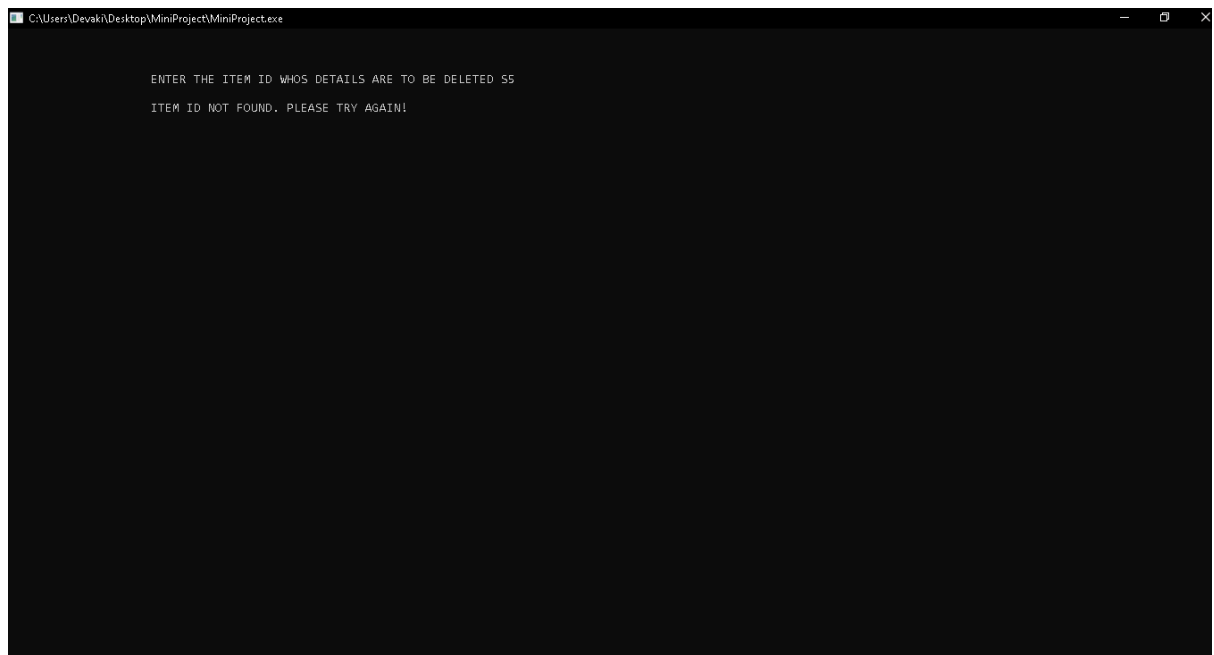 C:\Users\Devaki\Desktop\MiniProject\MiniProject.exe
ENTER THE ITEM ID WHOS DETAILS ARE TO BE DELETED S5
ITEM ID NOT FOUND. PLEASE TRY AGAIN!